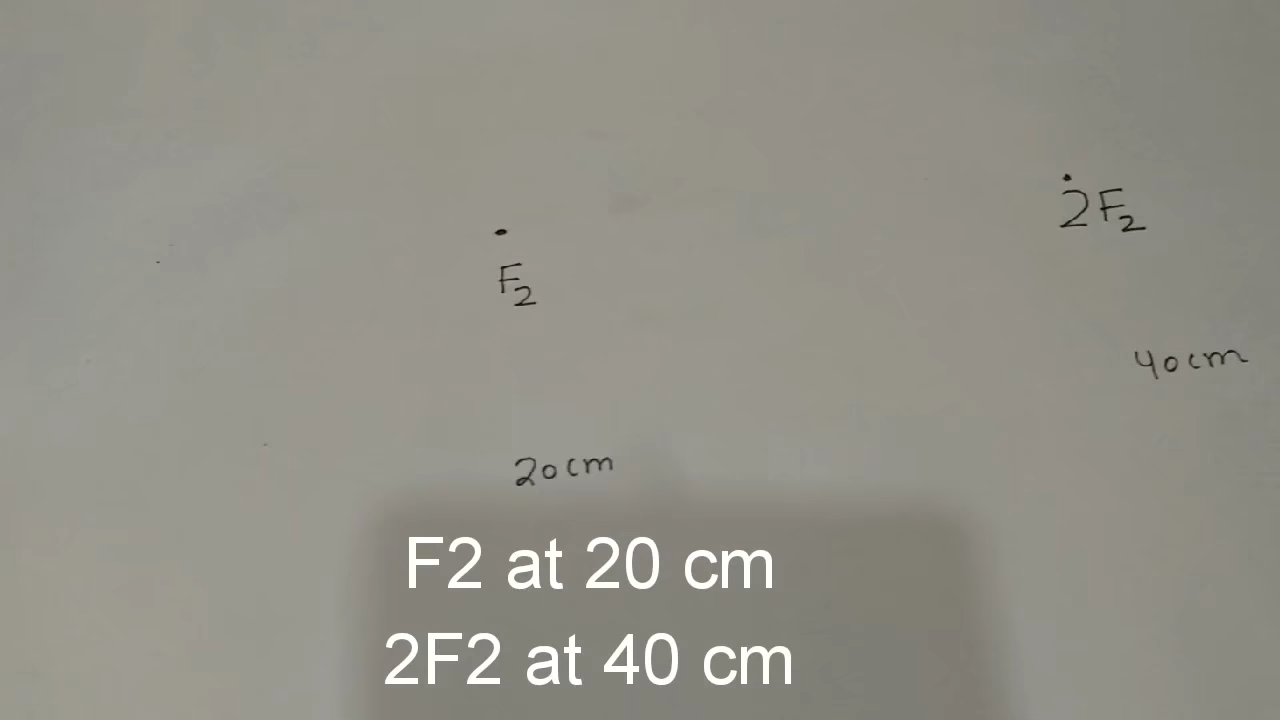 2F₂
F₂
40cm
20cm
F2 at 20 cm
2F2 at 40 cm